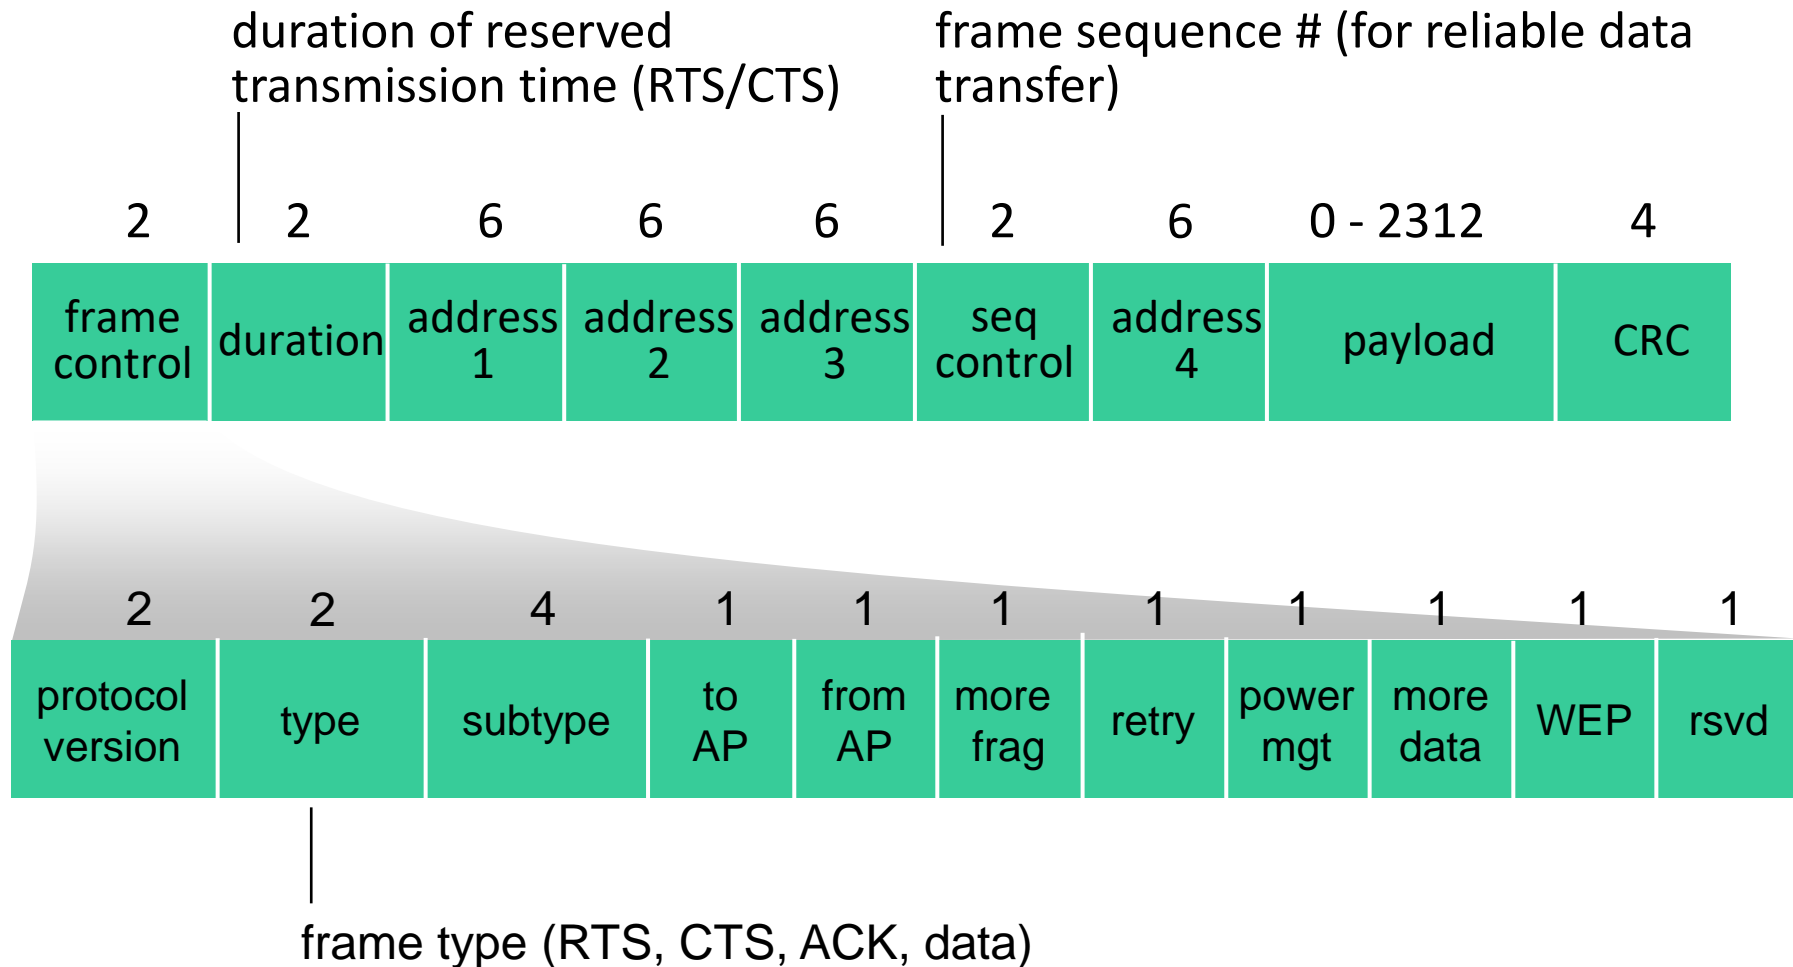 duration of reserved
transmission time (RTS/CTS)
frame sequence # (for reliable data
transfer)
2 2 6 6 6 2 6 0 - 2312 4
frame
control
duration
address
1
address
2
address
3
seq
control
address
4
payload
CRC
2 2 4 1 1 1 1 1 1 1 1
protocol
version
type
subtype
to
AP
from
AP
more
frag
retry
power
mgt
more
data
WEP
rsvd
frame type (RTS, CTS, ACK, data)